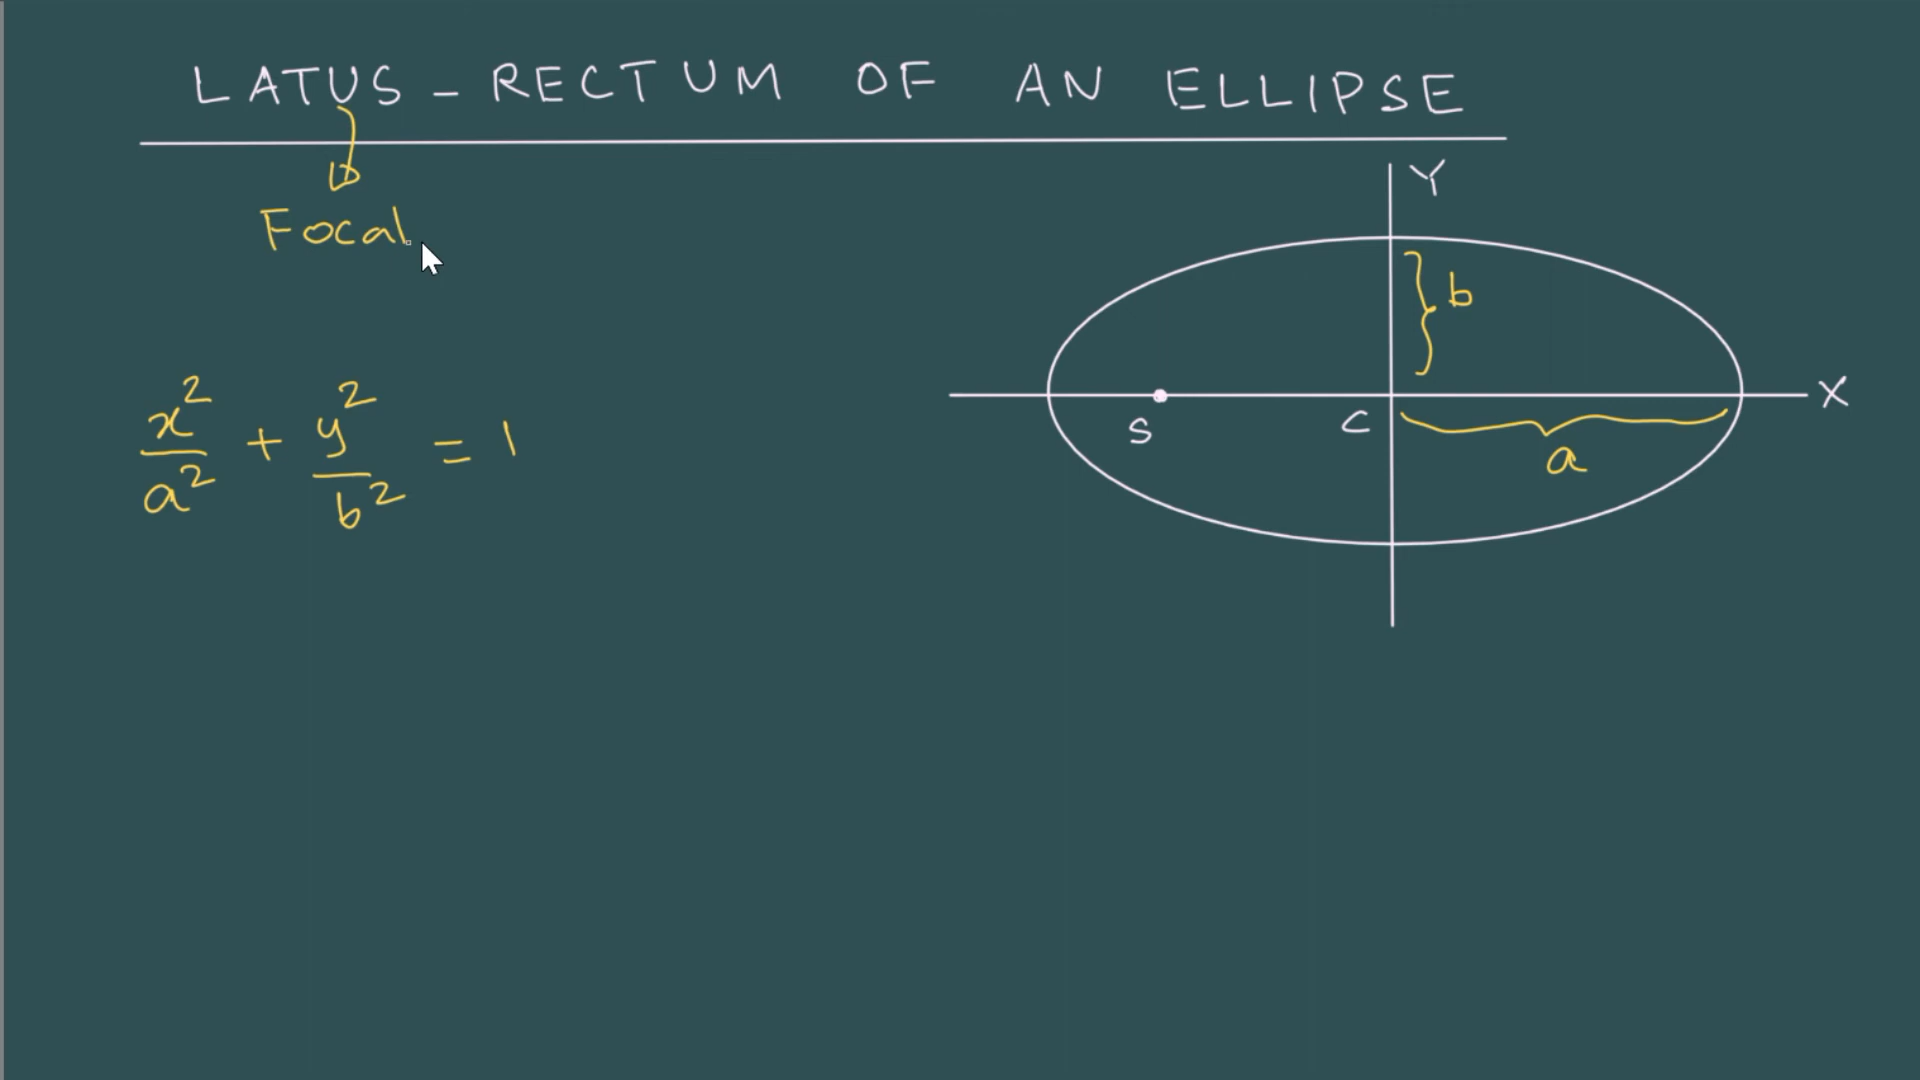 LATUS-RECTUM OF AN ELLIPSE
Focal
Y
b
x²/a² + y²/b² = 1
X
S
C
a